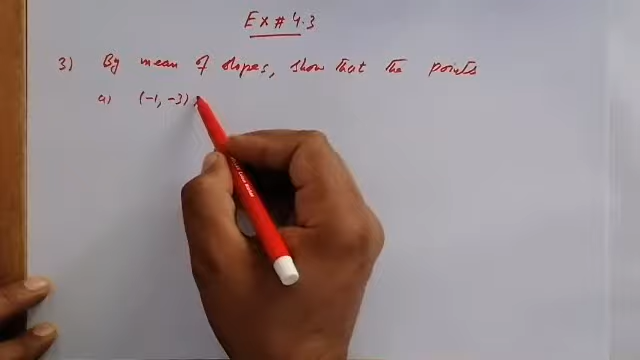 Ex # 4.3
3) By mean of slopes, show that the points
a) (-1, -3),